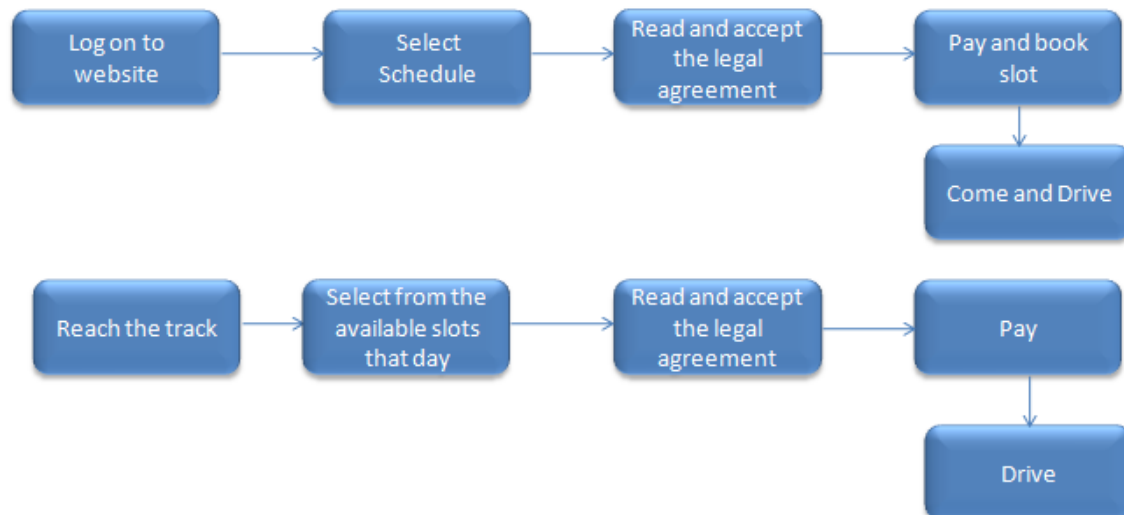 Log on to
website
Select
Schedule
Read and accept
the legal
agreement
Pay and book
slot
Come and Drive
Reach the track
Select from the
available slots
that day
Read and accept
the legal
agreement
Pay
Drive